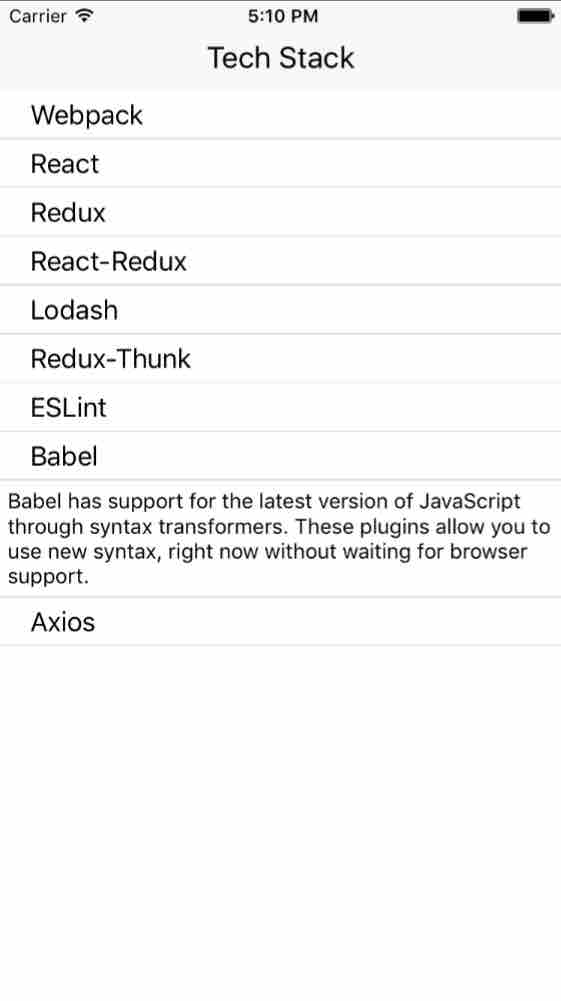 Carrier 5:10 PM
Tech Stack
Webpack
React
Redux
React-Redux
Lodash
Redux-Thunk
ESLint
Babel
Babel has support for the latest version of JavaScript
through syntax transformers. These plugins allow you to
use new syntax, right now without waiting for browser
support.
Axios